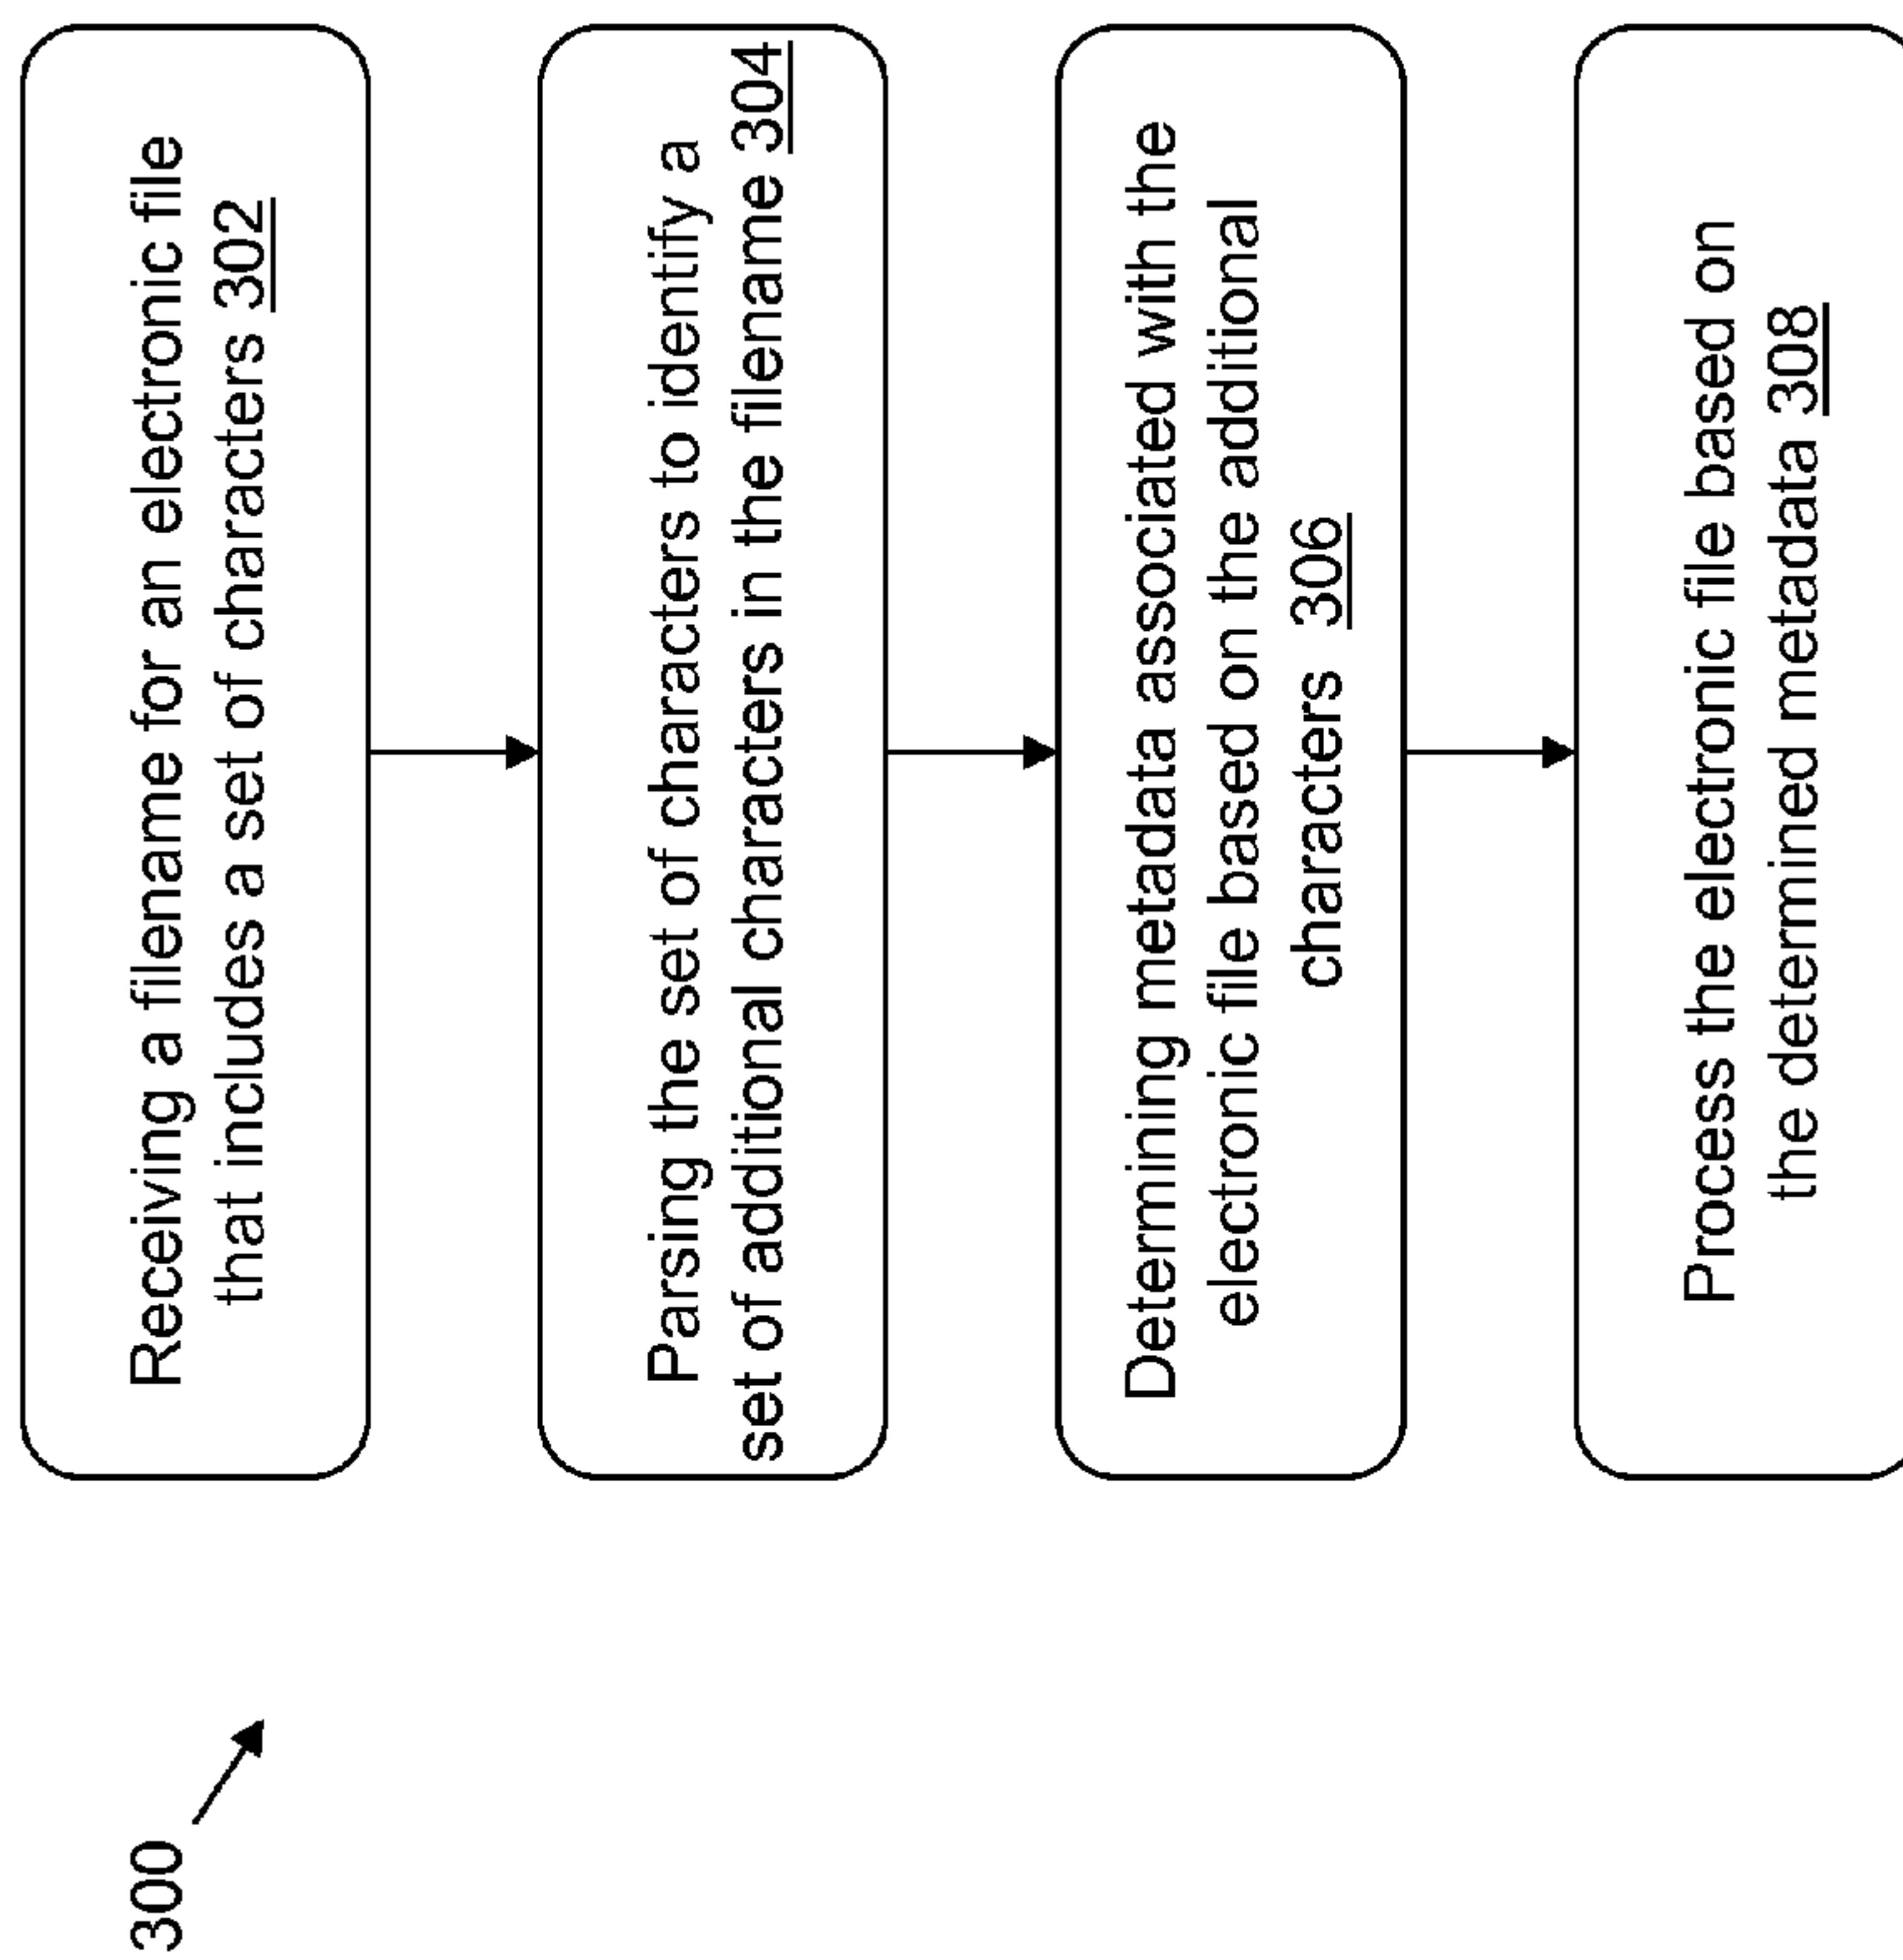 300
Receiving a filename for an electronic file
that includes a set of characters 302
Parsing the set of characters to identify a
set of additional characters in the filename 304
Determining metadata associated with the
electronic file based on the additional
characters 306
Process the electronic file based on
the determined metadata 308